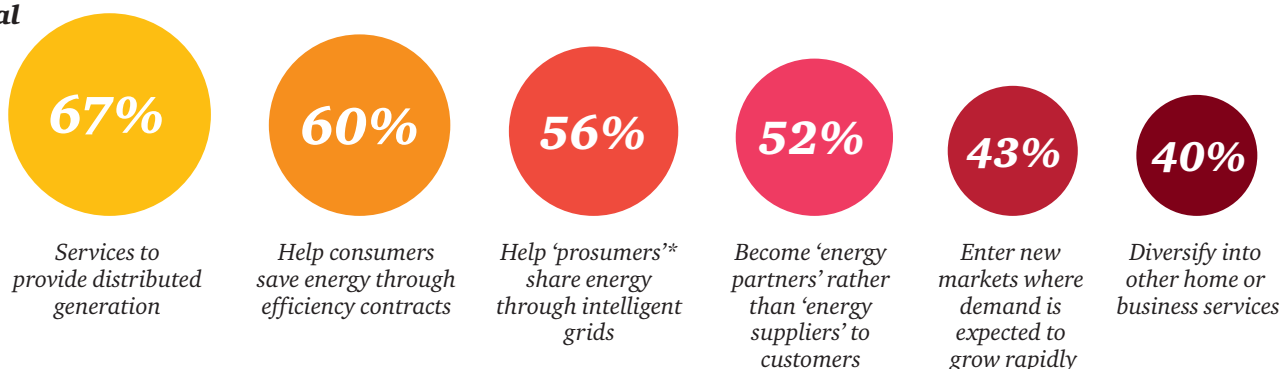 al
67%
60%
56%
52%
43%
40%
Services to
provide distributed
generation
Help consumers
save energy through
efficiency contracts
Help ‘prosumers’*
share energy
through intelligent
grids
Become ‘energy
partners’ rather
than ‘energy
suppliers’ to
customers
Enter new
markets where
demand is
expected to
grow rapidly
Diversify into
other home or
business services